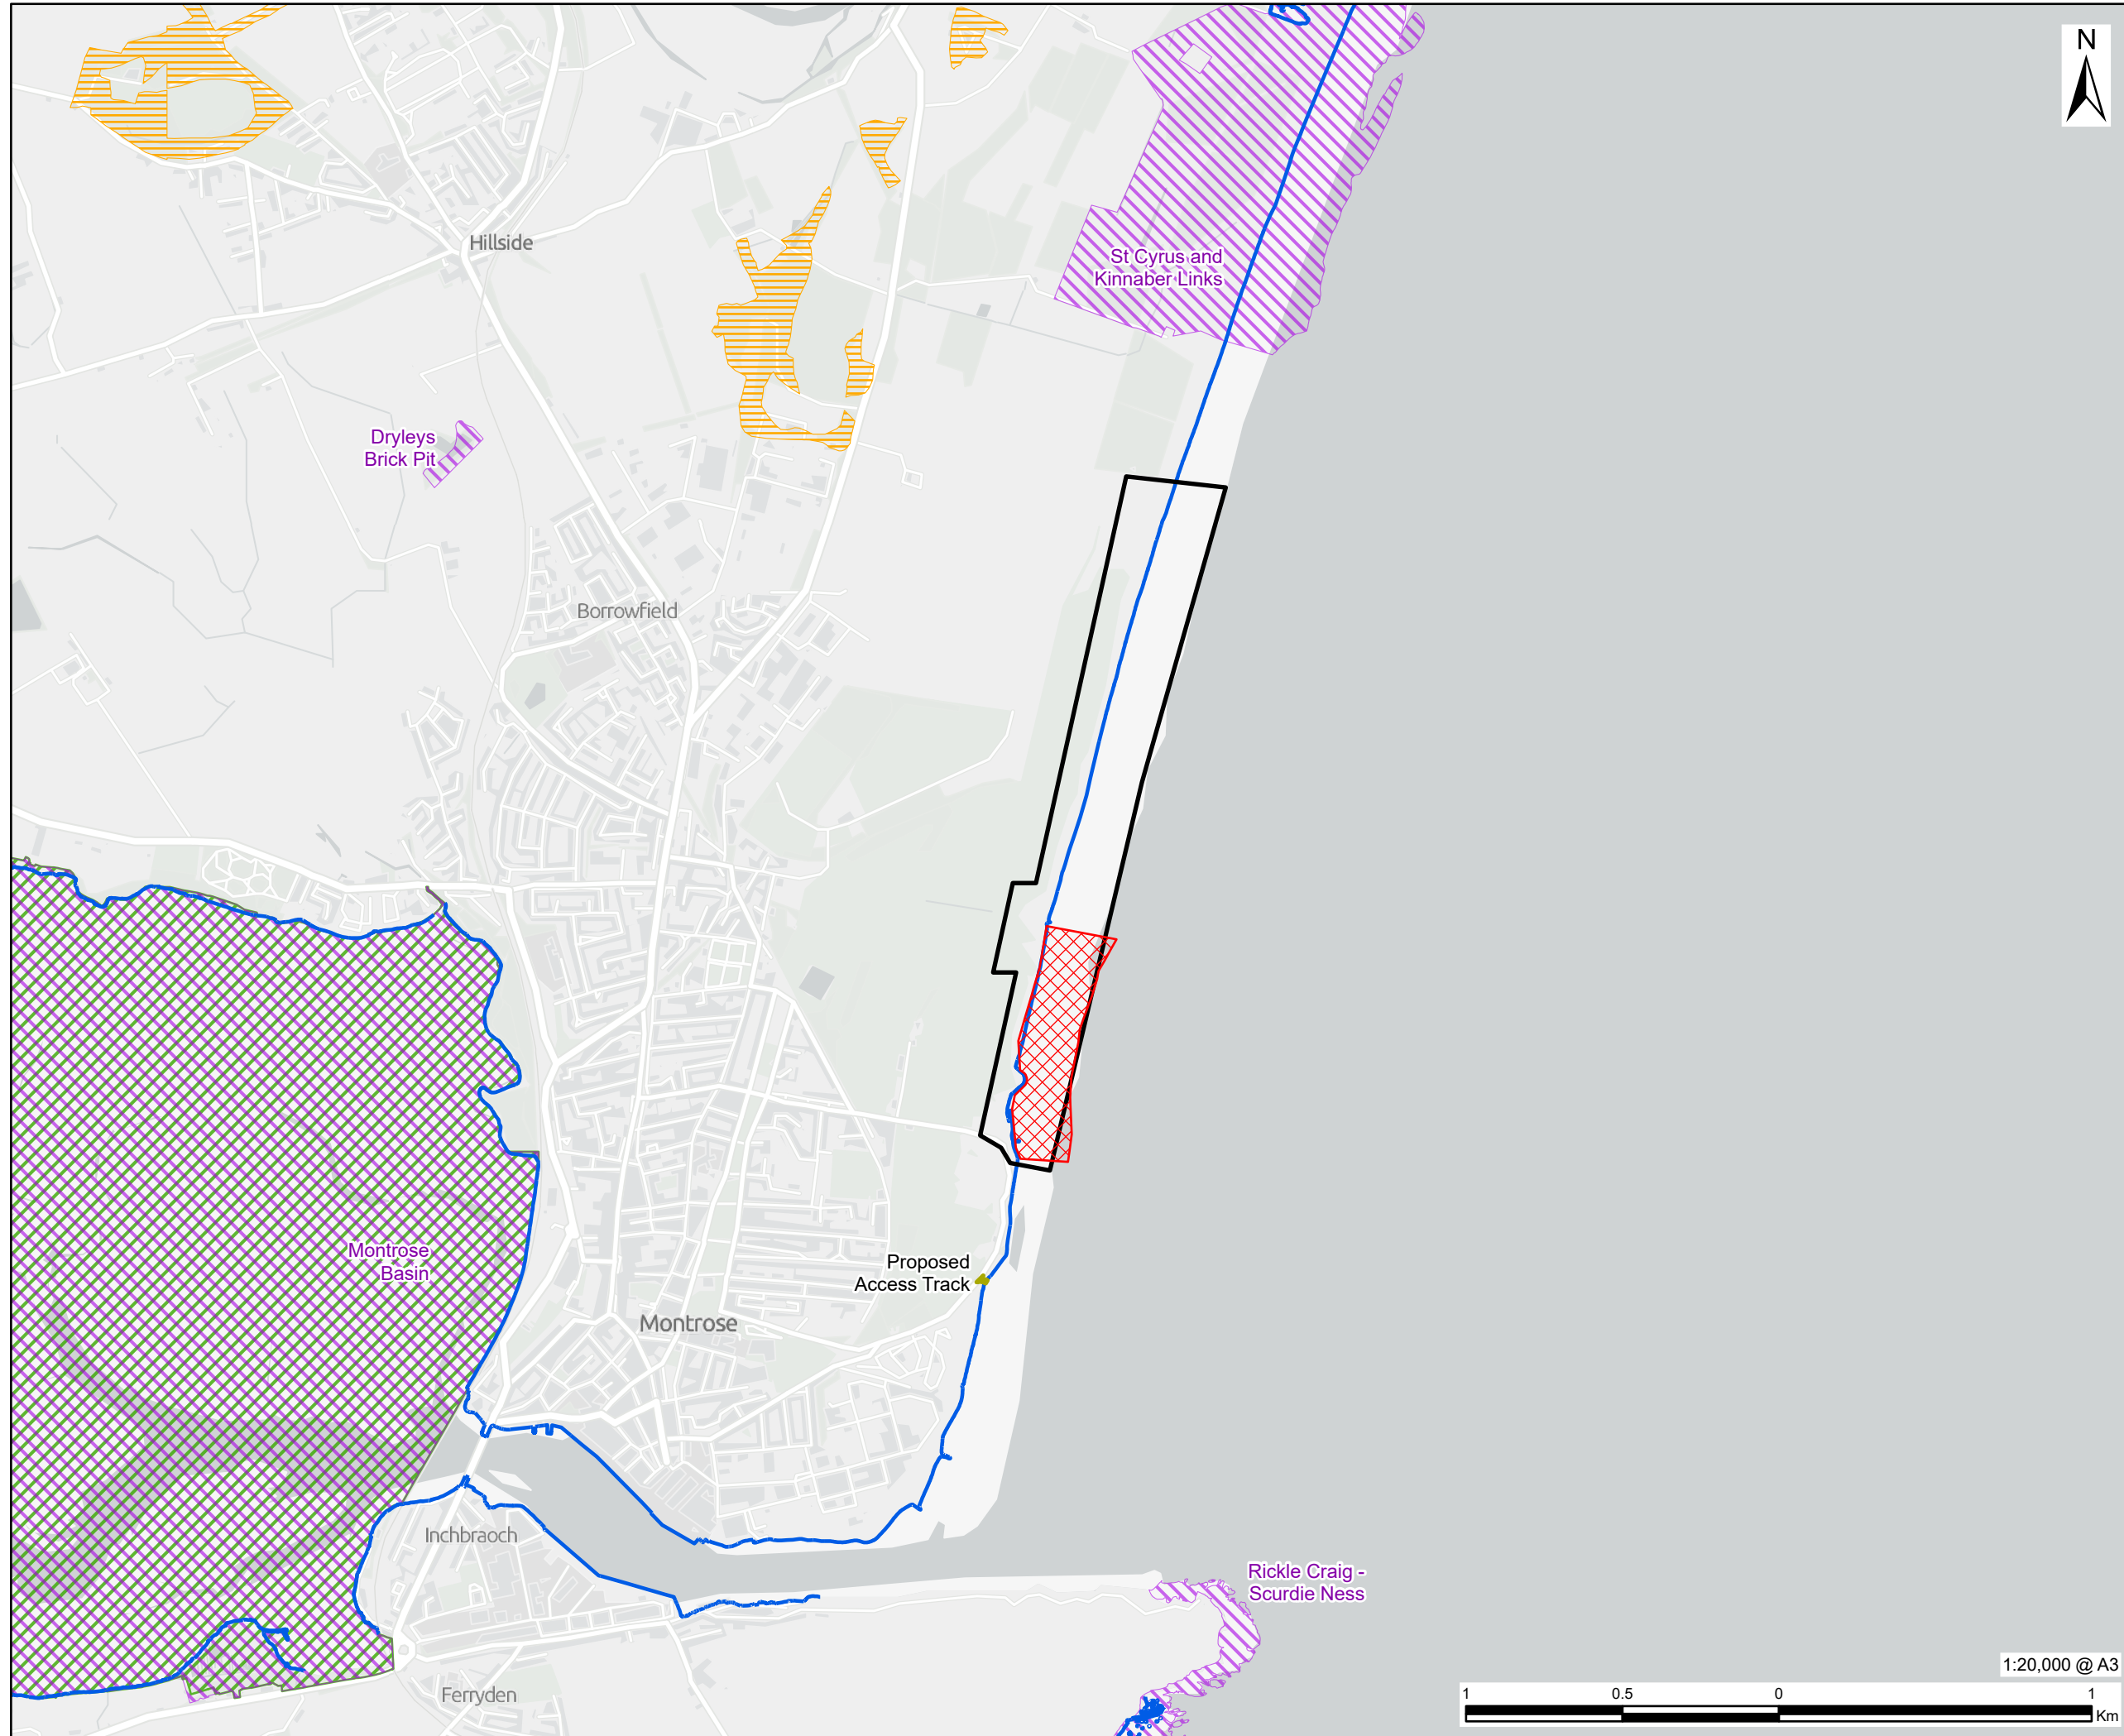 N
Hillside
St Cyrus and
Kinnaber Links
Dryleys
Brick Pit
Borrowfield
Montrose
Basin
Proposed
Access Track
Montrose
Inchbraoch
Rickle Craig -
Scurdie Ness
Ferryden
1:20,000 @ A3
1 0.5 0 1
Km